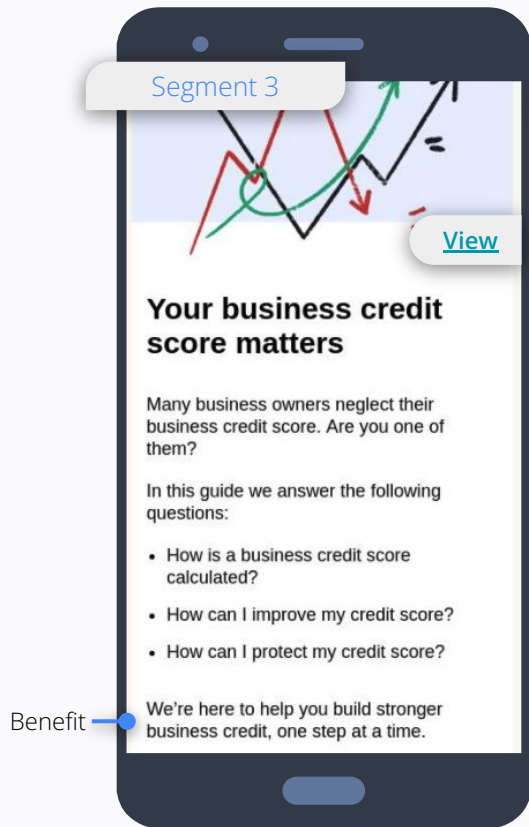 Segment 3
View
Your business credit
score matters
Many business owners neglect their
business credit score. Are you one of
them?
In this guide we answer the following
questions:
• How is a business credit score
calculated?
• How can I improve my credit score?
• How can I protect my credit score?
We’re here to help you build stronger
Benefit
business credit, one step at a time.